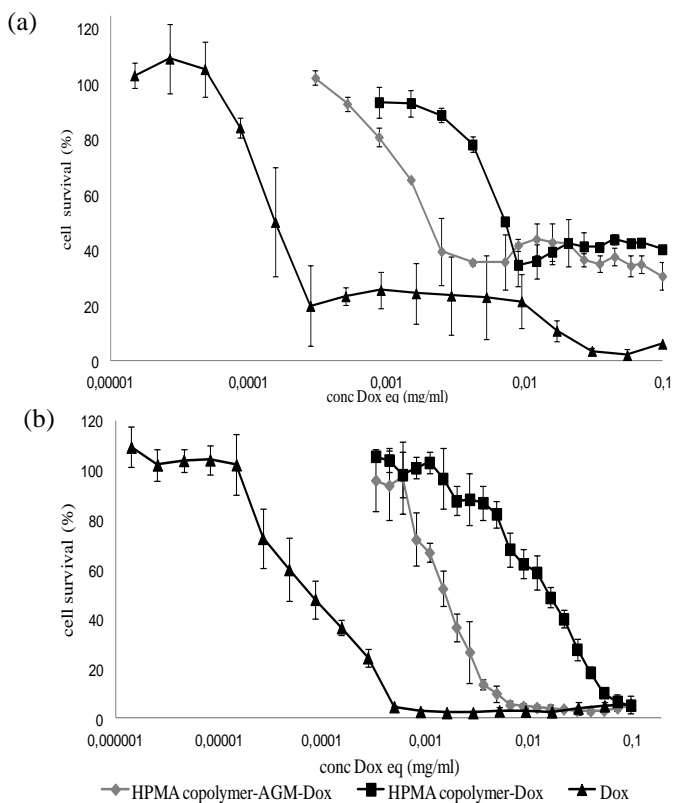 (a)
120
100
80
60
40
20
0
cell survival (%)
0,00001 0,0001 0,001 0,01 0,1
conc Dox eq (mg/ml)
(b)
120
100
80
60
40
20
0
cell survival (%)
0,000001 0,00001 0,0001 0,001 0,01 0,1
conc Dox eq (mg/ml)
HPMA copolymer-AGM-Dox HPMA copolymer-Dox Dox